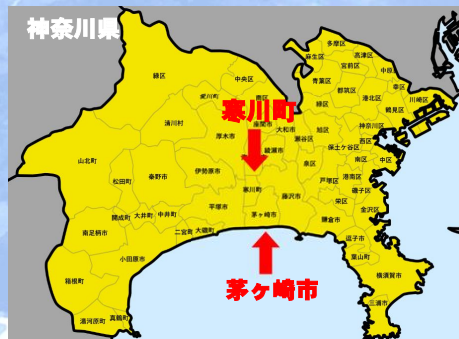 神奈川県
多摩区
麻生区
高津区
宮前区
中原区
青葉区
幸区
川崎区
都筑区
港北区
鶴見区
緑区
中央区
愛川町
南区
緑区
座間市
大和市
旭区
神奈川区
西区
清川村
厚木市
寒川町
瀬谷区
保土ケ谷区
綾瀬市
泉区
南区
中区
山北町
松田町
秦野市
伊勢原市
寒川町
藤沢市
戸塚区
港南区
磯子区
栄区
金沢区
開成町
大井町
中井町
平塚市
茅ヶ崎市
鎌倉市
南足柄市
二宮町
大磯町
逗子市
葉山町
小田原市
横須賀市
箱根町
茅ヶ崎市
三浦市
湯河原町
真鶴町